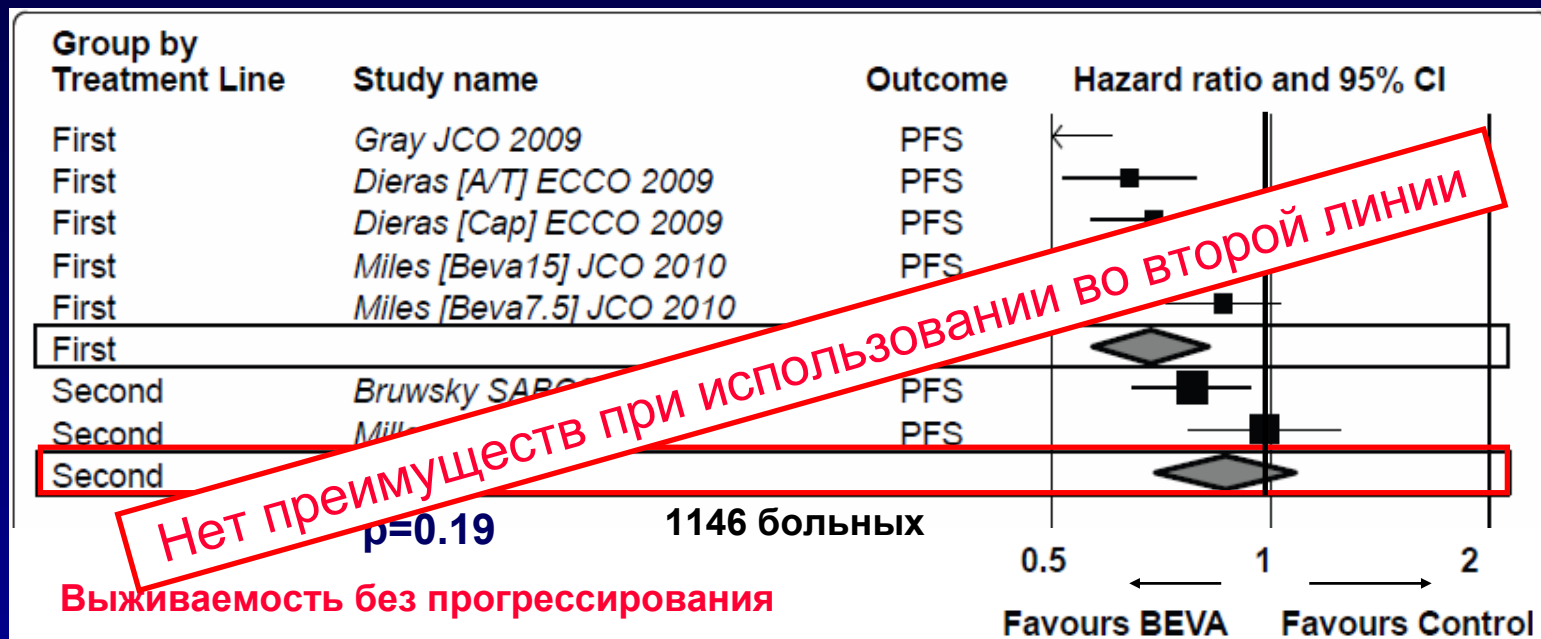 Group by
Treatment Line Study name Outcome Hazard ratio and 95% CI
First Gray JCO 2009 PFS
First Dieras [A/T] ECCO 2009 PFS
First Dieras [Cap] ECCO 2009 PFS
First Miles [Beva15] JCO 2010 PFS
First Miles [Beva7.5] JCO 2010
First
Second Bruwsky PFS
Second PFS
Second
Нет преимуществ при использовании во второй линии
p=0.19 1146 больных
0.5 1 2
Выживаемость без прогрессирования
Favours BEVA Favours Control